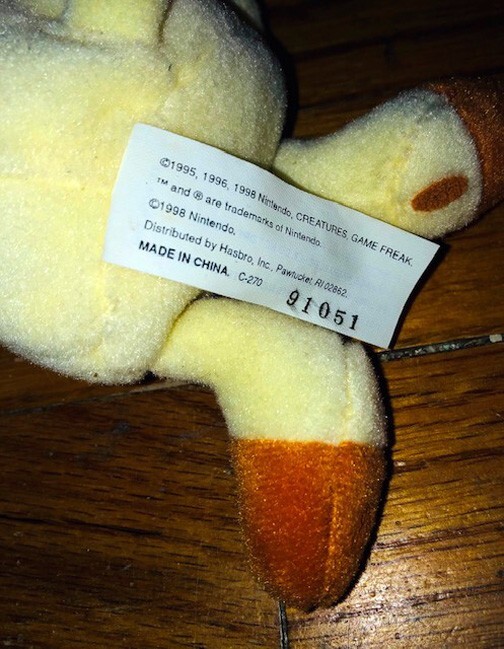 ©1995, 1996, 1998 Nintendo, CREATURES, GAME FREAK.
™ and ® are trademarks of Nintendo.
©1998 Nintendo.
Distributed by Hasbro, Inc., Pawtucket, RI 02862.
MADE IN CHINA. C-270
91051